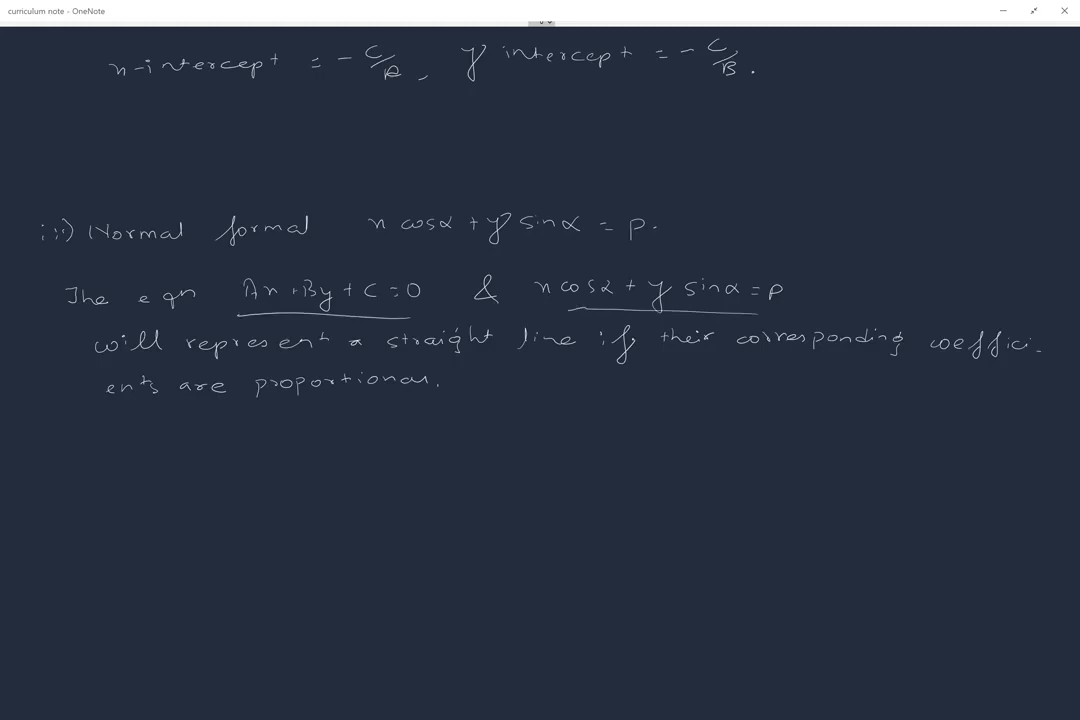 curriculum note - OneNote
x-intercept = - C/A, y intercept = - C/B.
iii) Normal formal x cosα + y sinα = p.
The eqn Ax + By + C = 0 & x cosα + y sinα = p
will represent a straight line if their corresponding coeffici-
ents are proportional.